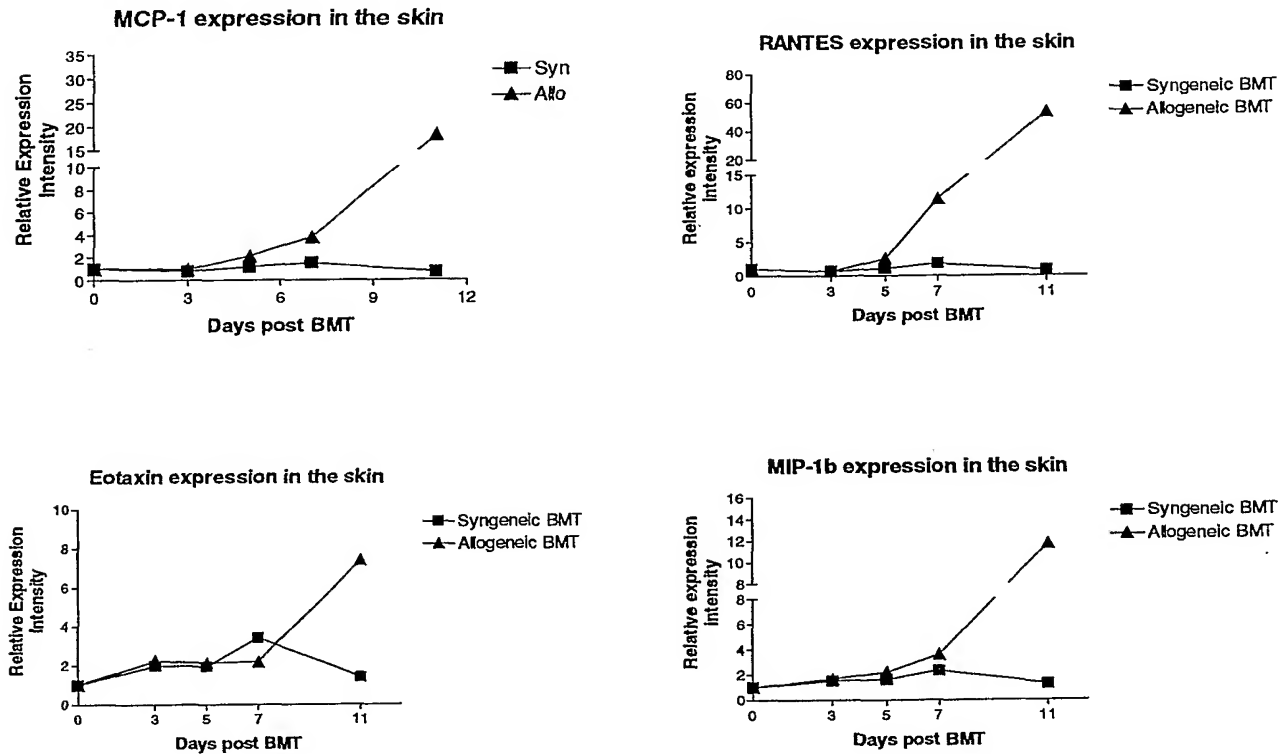 MCP-1 expression in the skin
Relative Expression
Intensity
35
30
25
20
15
10
8
6
4
2
0
0 3 6 9 12
Days post BMT
Syn
Allo
RANTES expression in the skin
Relative expression
intensity
80
60
40
20
15
10
5
0
0 3 5 7 11
Days post BMT
Syngeneic BMT
Allogeneic BMT
Eotaxin expression in the skin
Relative Expression
Intensity
10
8
6
4
2
0
0 3 5 7 11
Days post BMT
Syngeneic BMT
Allogeneic BMT
MIP-1b expression in the skin
Relative expression
intensity
16
14
12
10
8
8
6
4
2
0
0 3 5 7 11
Days post BMT
Syngeneic BMT
Allogeneic BMT